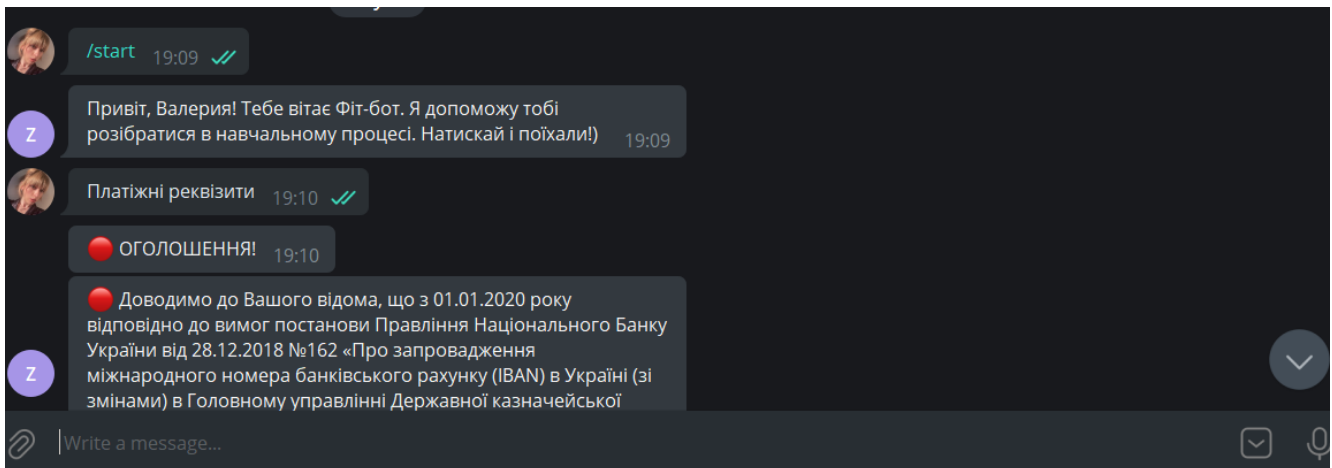 /start 19:09
Привіт, Валерия! Тебе вітає Фіт-бот. Я допоможу тобі
розібратися в навчальному процесі. Натискай і поїхали!) 19:09
Z
Платіжні реквізити 19:10
ОГОЛОШЕННЯ! 19:10
Доводимо до Вашого відома, що з 01.01.2020 року
відповідно до вимог постанови Правління Національного Банку
України від 28.12.2018 №162 «Про запровадження
міжнародного номера банківського рахунку (IBAN) в Україні (зі
змінами) в Головному управлінні Державної казначейської
Z
Write a message...